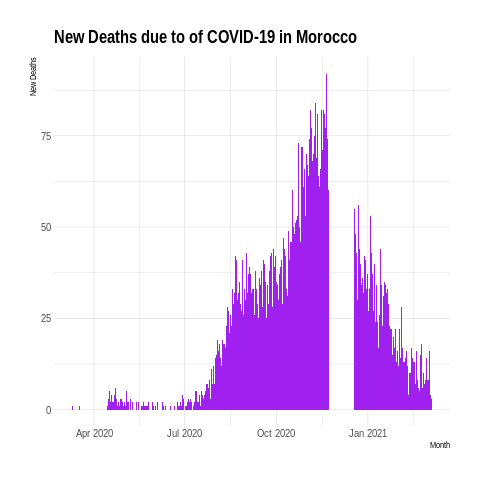 New Deaths due to of COVID-19 in Morocco
New Deaths
75
50
25
0
Apr 2020
Jul 2020
Oct 2020
Jan 2021
Month